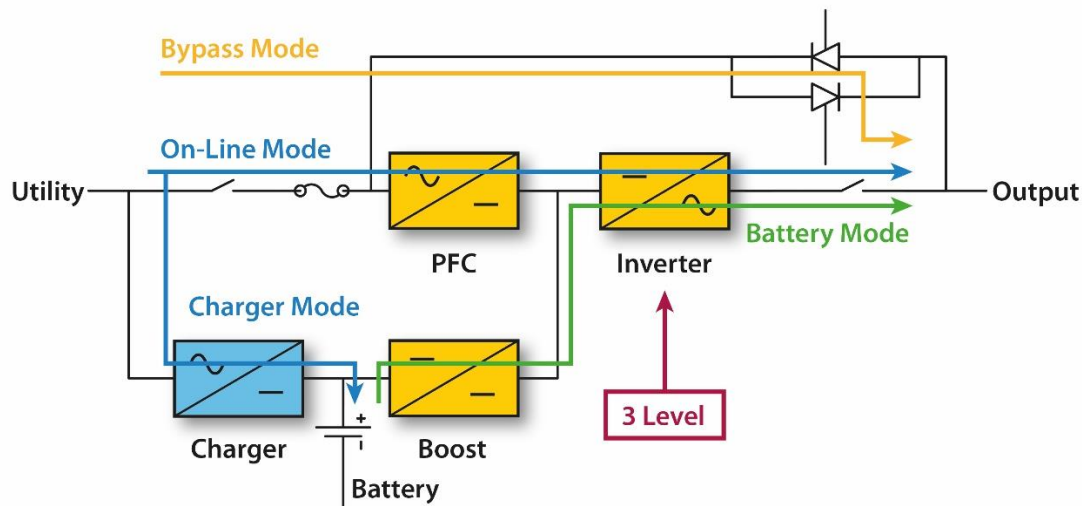 Bypass Mode
On-Line Mode
Utility
Output
PFC
Inverter
Battery Mode
Charger Mode
3 Level
Charger
Boost
+
Battery